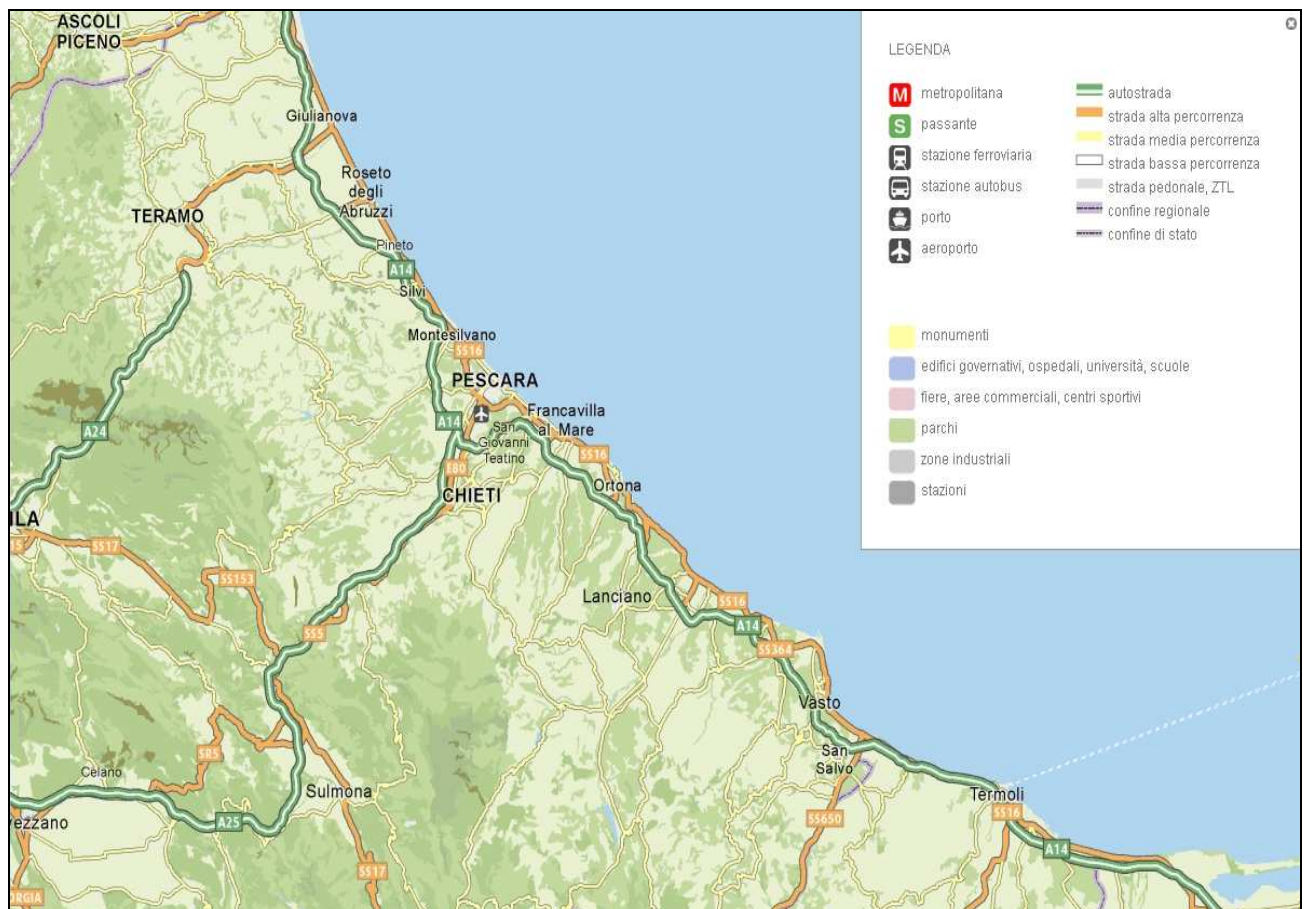 ASCOLI
PICENO
Giulianova
Roseto
degli
Abruzzi
TERAMO
Pineto
A14
Silvi
Montesilvano
SS16
PESCARA
A14
Francavilla
al Mare
San
Giovanni
Teatino
A24
SS16
E80
CHIETI
Ortona
ILA
SS17
SS153
Lanciano
SS16
A14
SS5
SS364
Vasto
SR5
San
Salvo
Celano
Sulmona
Termoli
A25
vezzano
SS650
SS16
A14
SS17
ORGIA
LEGENDA
M metropolitana
S passante
stazione ferroviaria
stazione autobus
porto
aeroporto
autostrada
strada alta percorrenza
strada media percorrenza
strada bassa percorrenza
strada pedonale, ZTL
confine regionale
confine di stato
monumenti
edifici governativi, ospedali, università, scuole
fiere, aree commerciali, centri sportivi
parchi
zone industriali
stazioni